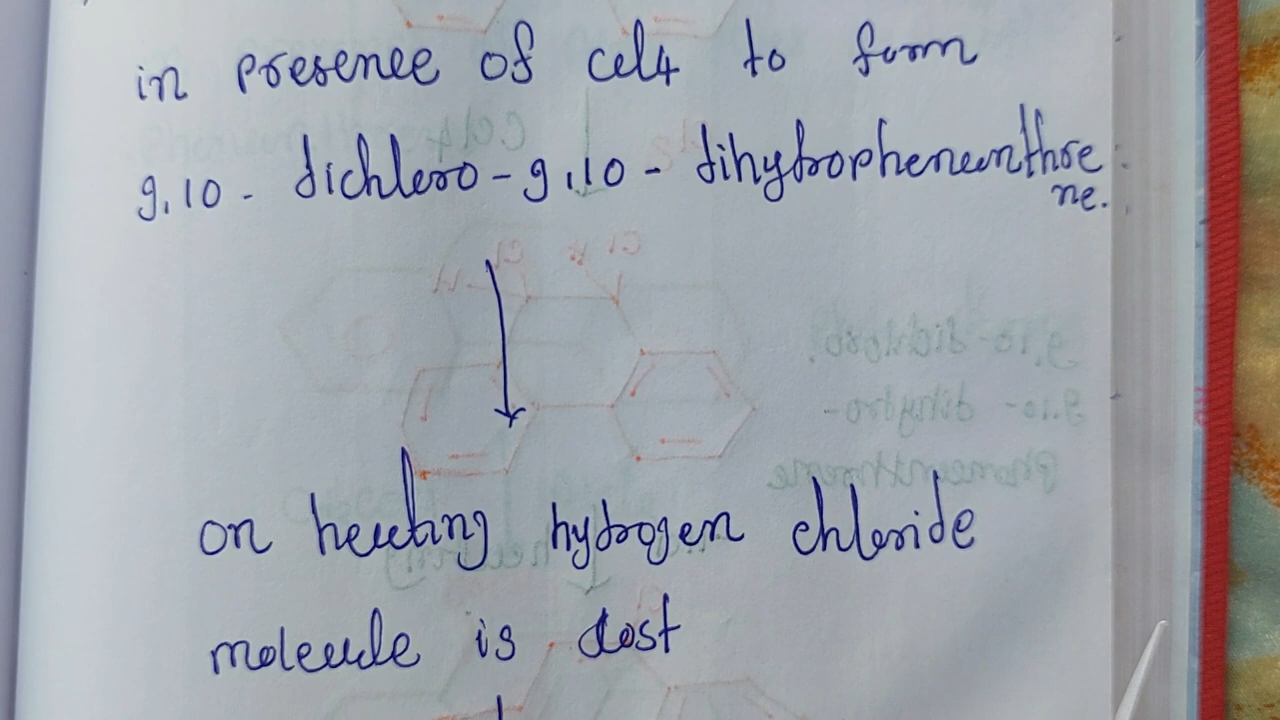 in presence of ccl4 to form
9,10 - dichloro - 9,10 - dihydrophenanthre
ne.
on heating hydrogen chloride
molecule is lost